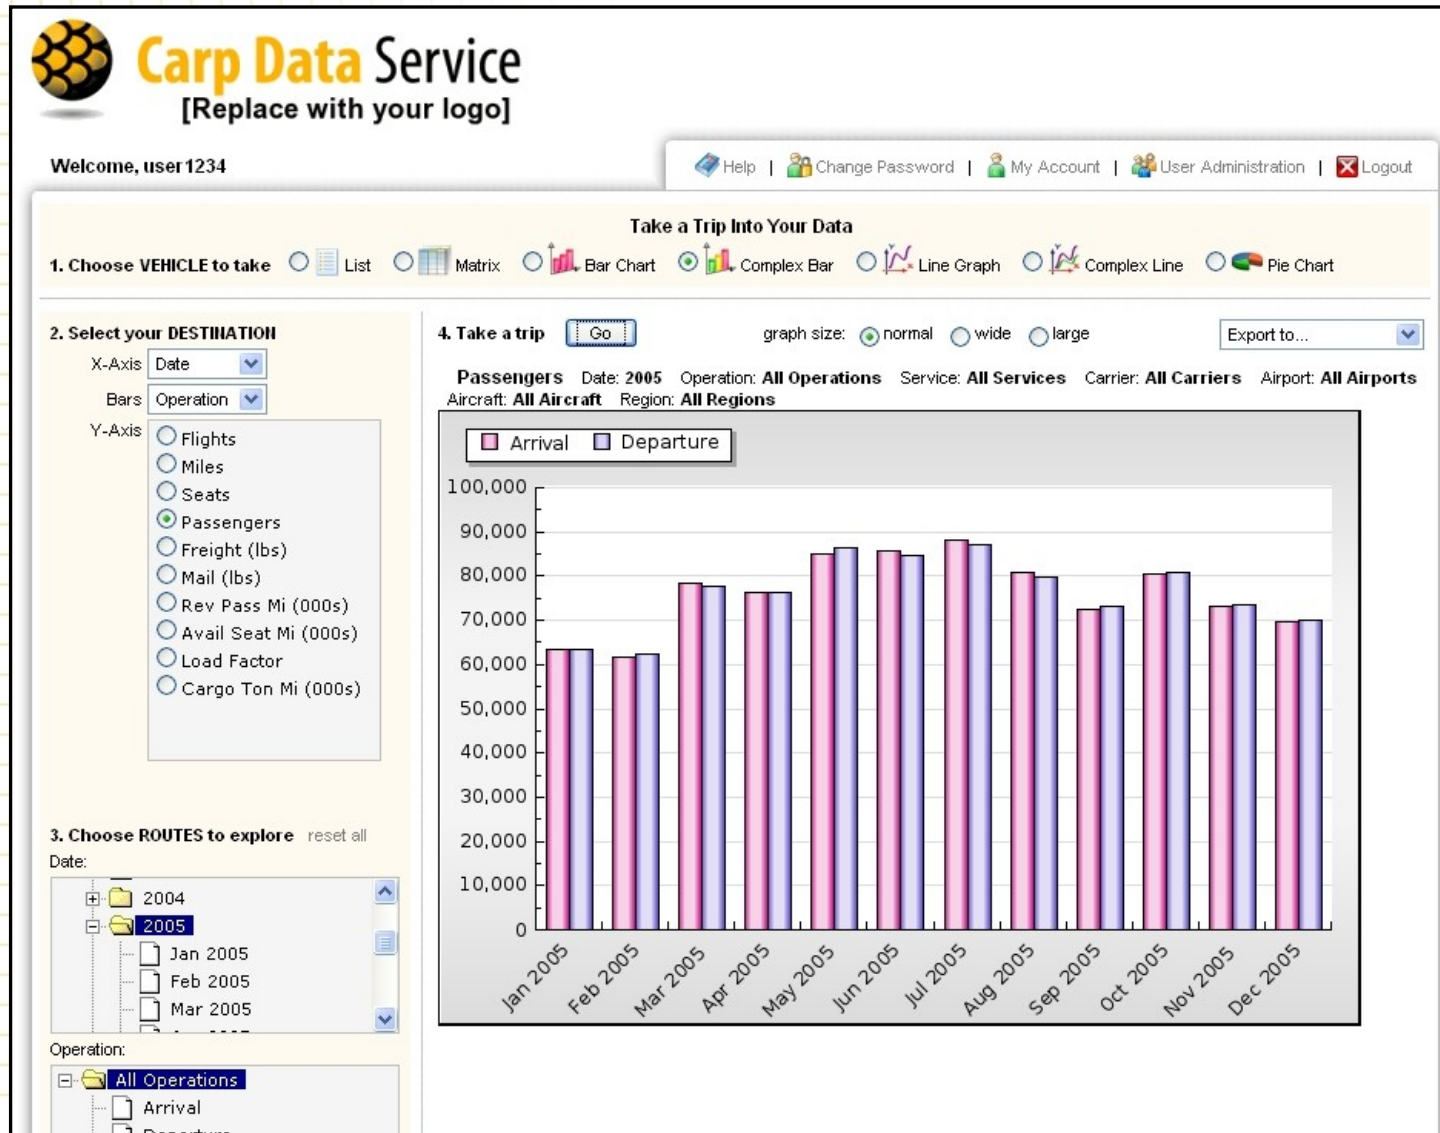 Carp Data Service
[Replace with your logo]
Welcome, user1234
Help | Change Password | My Account | User Administration | Logout
Take a Trip Into Your Data
1. Choose VEHICLE to take List Matrix Bar Chart Complex Bar Line Graph Complex Line Pie Chart
2. Select your DESTINATION
X-Axis Date
Bars Operation
Y-Axis
Flights
Miles
Seats
Passengers
Freight (lbs)
Mail (lbs)
Rev Pass Mi (000s)
Avail Seat Mi (000s)
Load Factor
Cargo Ton Mi (000s)
3. Choose ROUTES to explore reset all
Date:
2004
2005
Jan 2005
Feb 2005
Mar 2005
Operation:
All Operations
Arrival
4. Take a trip Go graph size: normal wide large Export to...
Passengers Date: 2005 Operation: All Operations Service: All Services Carrier: All Carriers Airport: All Airports
Aircraft: All Aircraft Region: All Regions
Arrival Departure
100,000
90,000
80,000
70,000
60,000
50,000
40,000
30,000
20,000
10,000
0
Jan 2005 Feb 2005 Mar 2005 Apr 2005 May 2005 Jun 2005 Jul 2005 Aug 2005 Sep 2005 Oct 2005 Nov 2005 Dec 2005